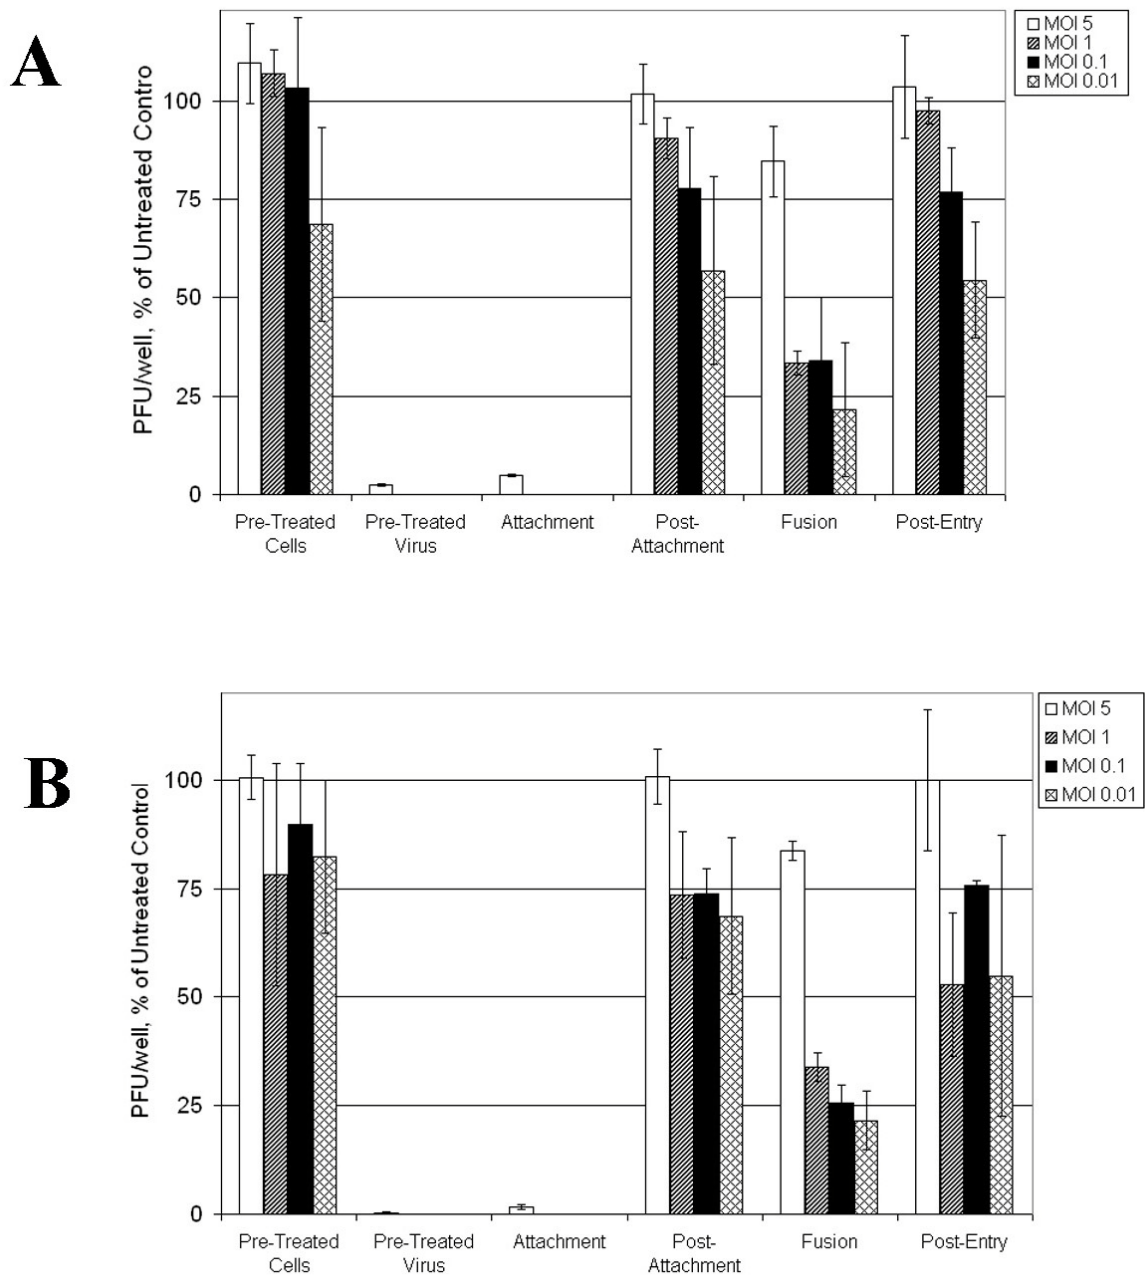 A
PFU/well, % of Untreated Contro
100
75
50
25
0
Pre-Treated
Cells
Pre-Treated
Virus
Attachment
Post-
Attachment
Fusion
Post-Entry
MOI 5
MOI 1
MOI 0.1
MOI 0.01
B
PFU/well, % of Untreated Control
100
75
50
25
0
Pre-Treated
Cells
Pre-Treated
Virus
Attachment
Post-
Attachment
Fusion
Post-Entry
MOI 5
MOI 1
MOI 0.1
MOI 0.01